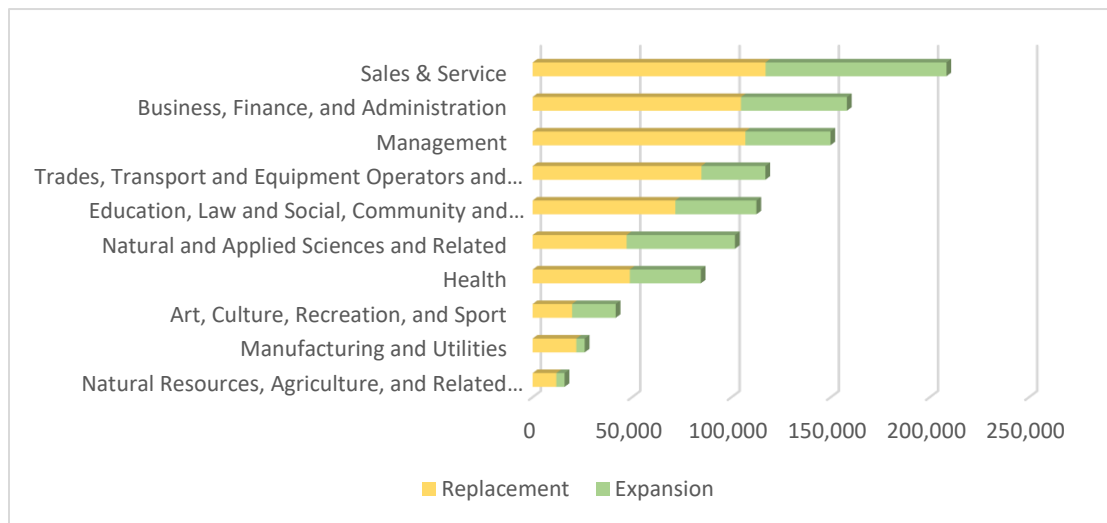 Sales & Service
Business, Finance, and Administration
Management
Trades, Transport and Equipment Operators and...
Education, Law and Social, Community and...
Natural and Applied Sciences and Related
Health
Art, Culture, Recreation, and Sport
Manufacturing and Utilities
Natural Resources, Agriculture, and Related...
0 50,000 100,000 150,000 200,000 250,000
Replacement Expansion